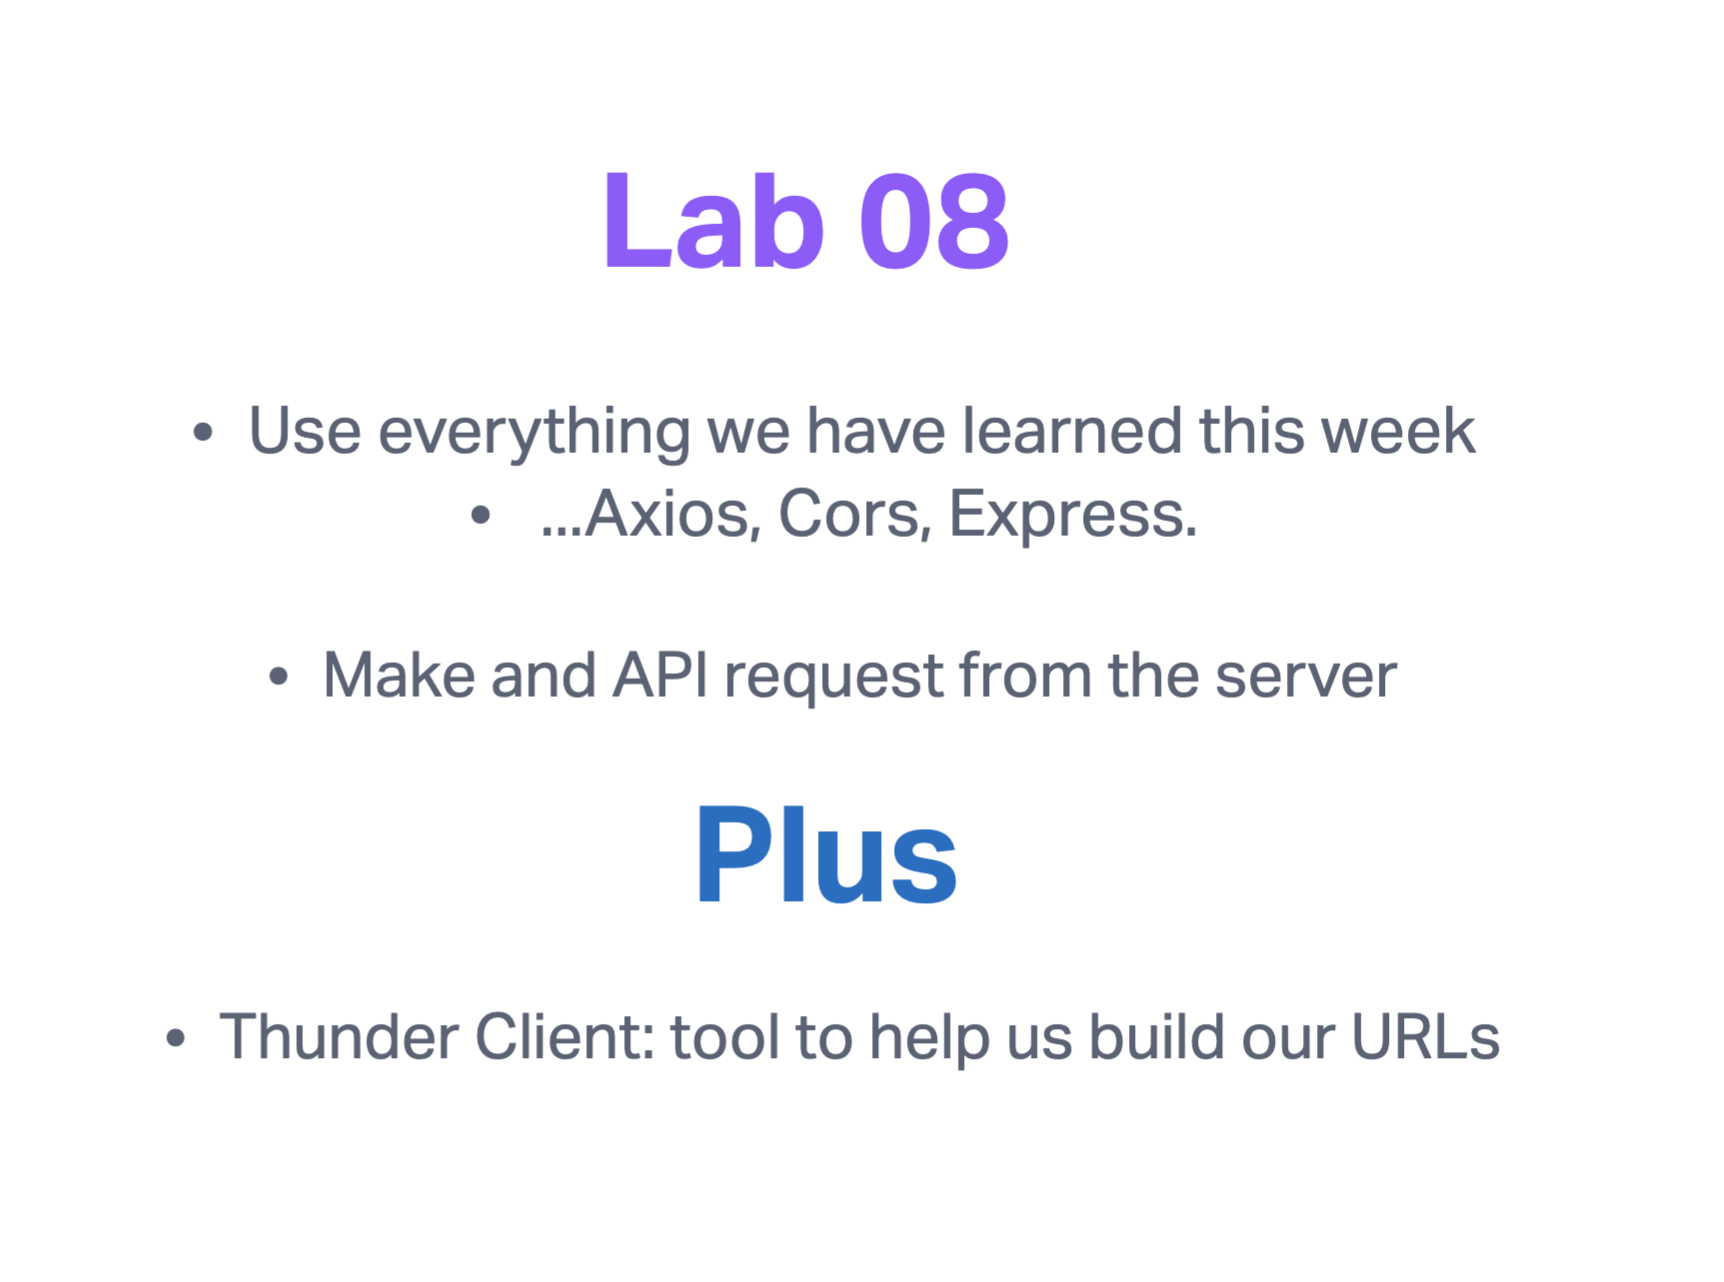 Lab 08
• Use everything we have learned this week
• ...Axios, Cors, Express.
• Make and API request from the server
Plus
• Thunder Client: tool to help us build our URLs